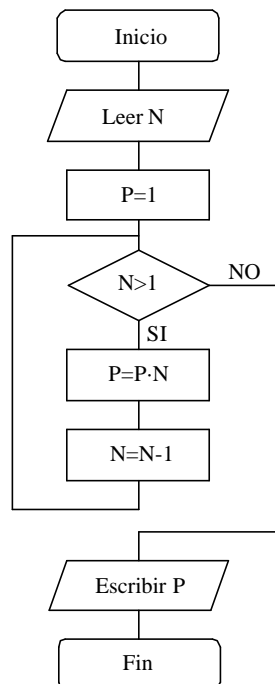 Inicio
Leer N
P=1
N>1
NO
SI
P=P·N
N=N-1
Escribir P
Fin